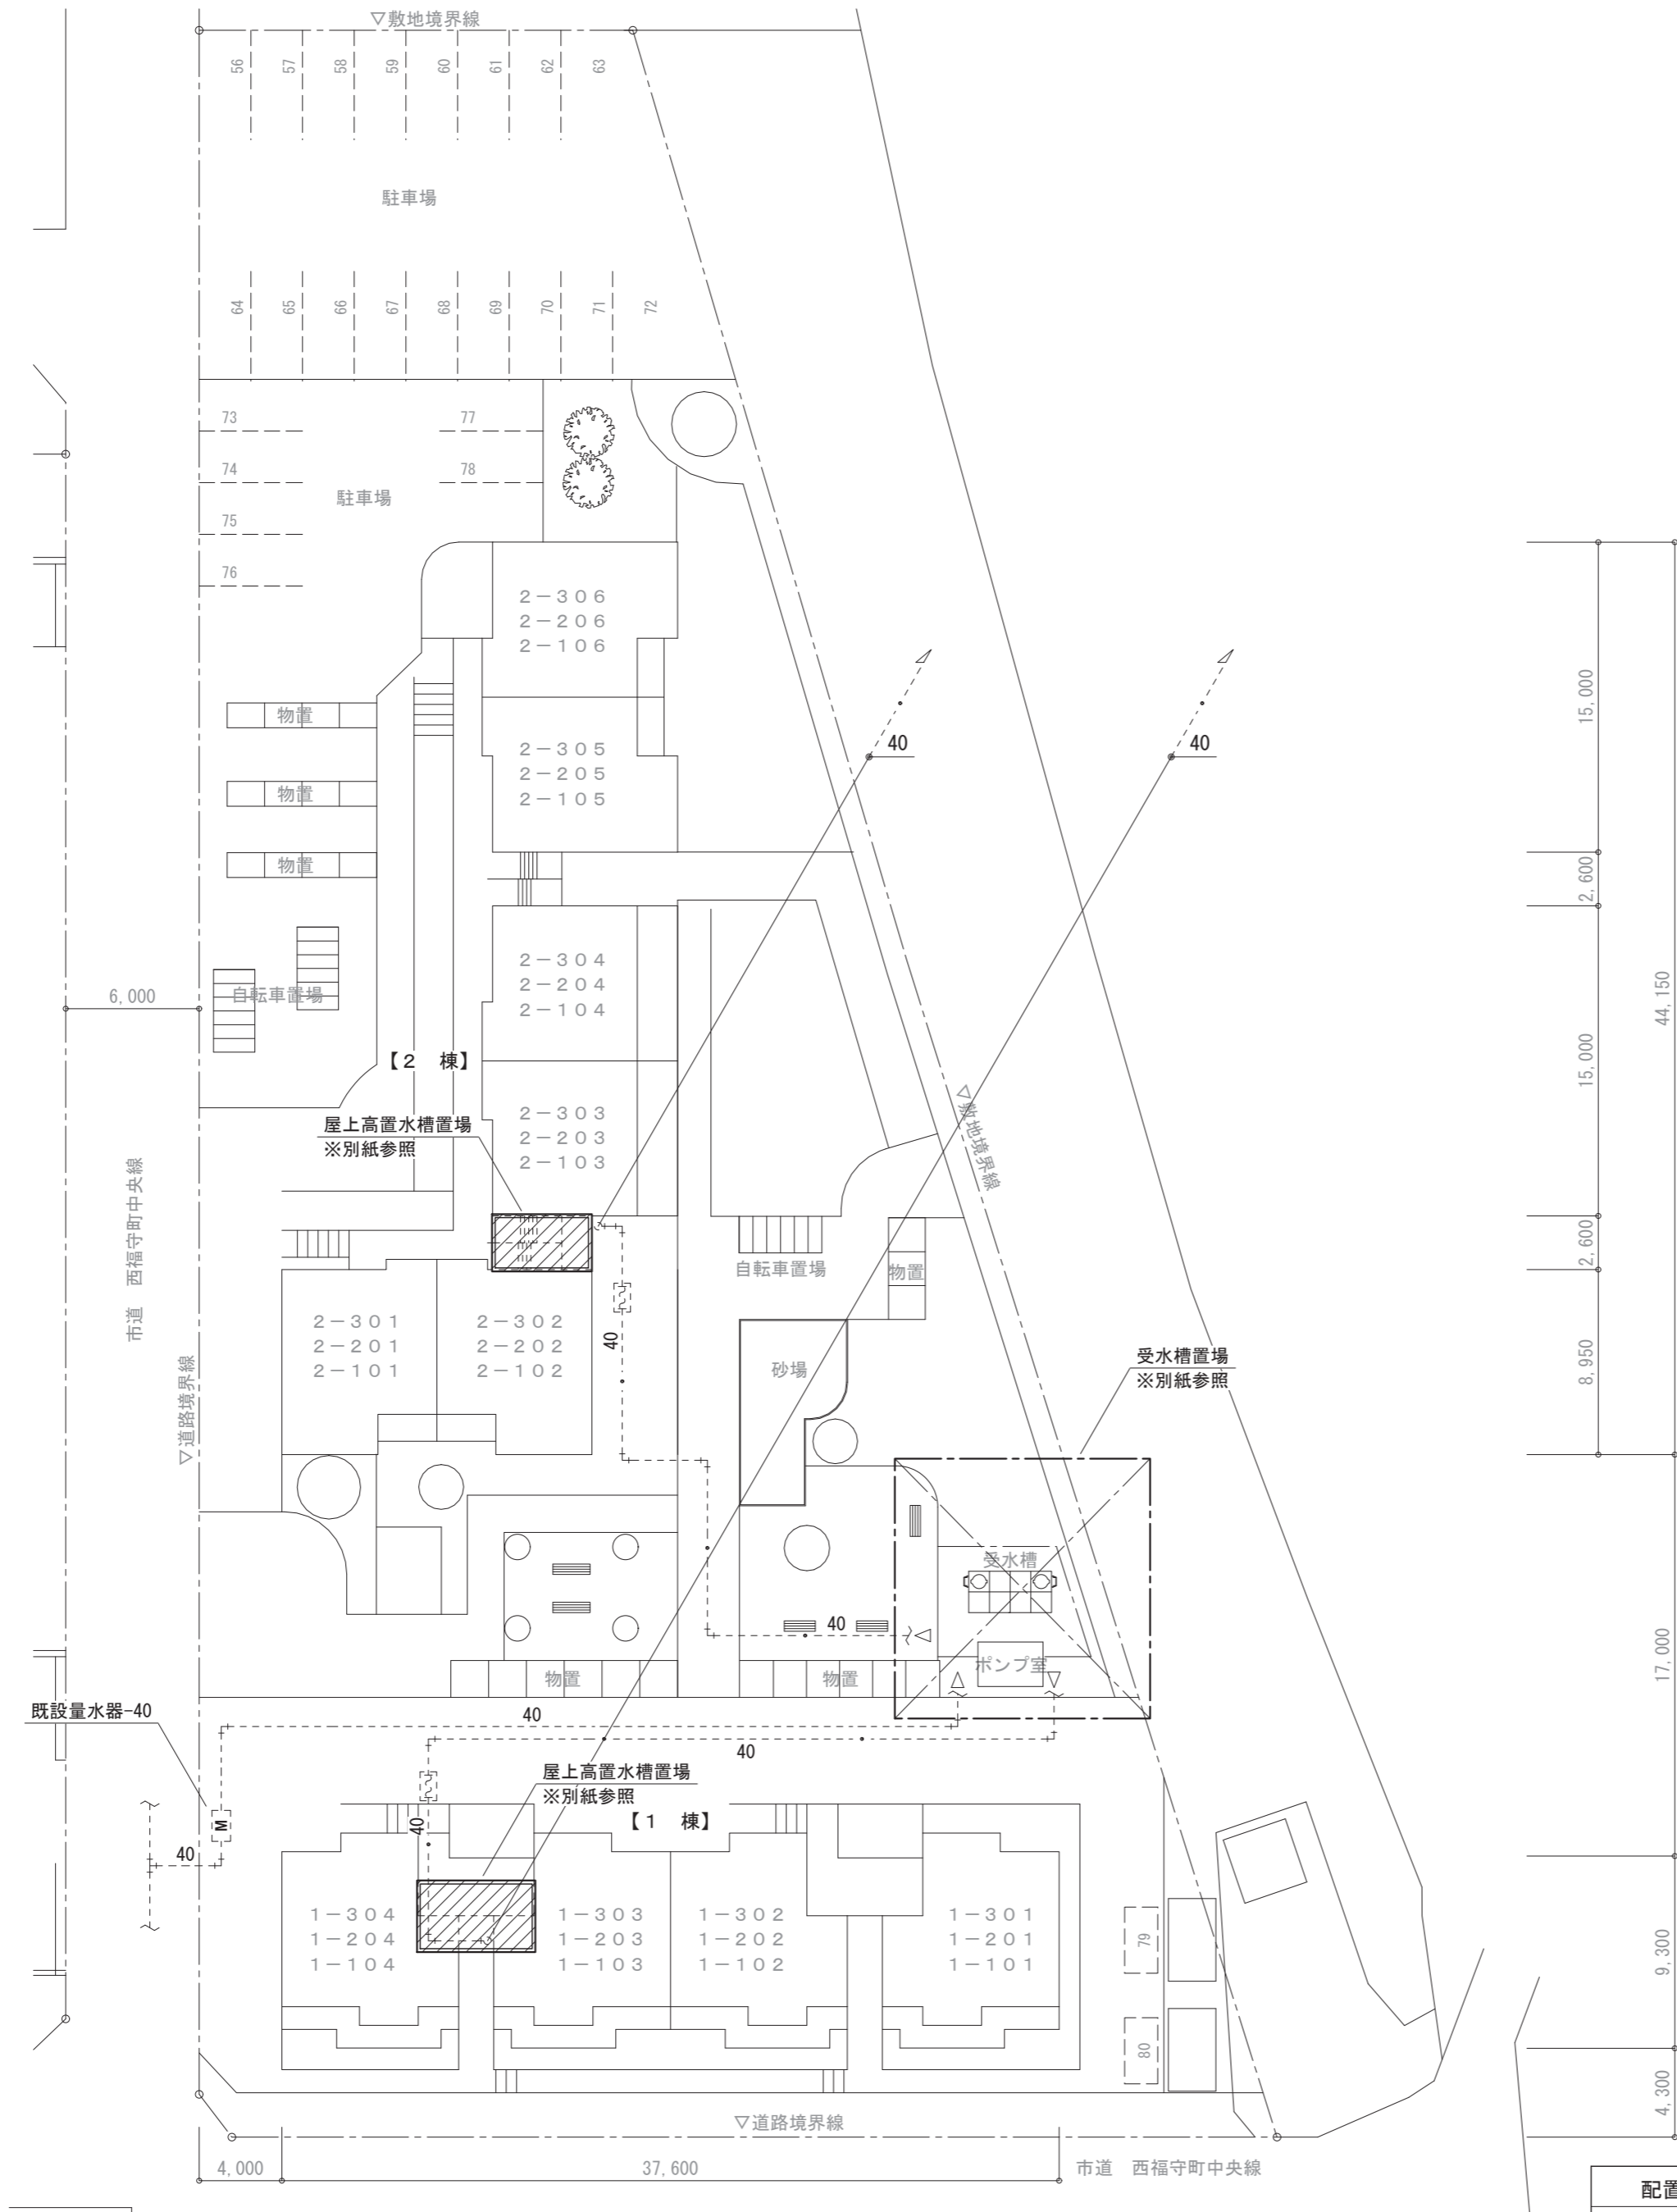 ▽敷地境界線
56
57
58
59
60
61
62
63
駐車場
64
65
66
67
68
69
70
71
72
73
77
74
78
駐車場
75
76
2-306
2-206
2-106
物置
2-305
2-205
2-105
40
40
物置
物置
15,000
2,600
44,150
15,000
2,600
8,950
17,000
9,300
4,300
2-304
2-204
2-104
6,000
自転車置場
【2 棟】
屋上高置水槽置場
※別紙参照
2-303
2-203
2-103
▽敷地境界線
市道 西福守町中央線
▽道路境界線
自転車置場
物置
2-301
2-201
2-101
2-302
2-202
2-102
40
砂場
受水槽置場
※別紙参照
受水槽
40
ポンプ室
物置
物置
既設量水器-40
40
40
屋上高置水槽置場
※別紙参照
【1 棟】
M
40
40
1-304
1-204
1-104
1-303
1-203
1-103
1-302
1-202
1-102
1-301
1-201
1-101
79
80
▽道路境界線
4,000
37,600
市道 西福守町中央線
配置